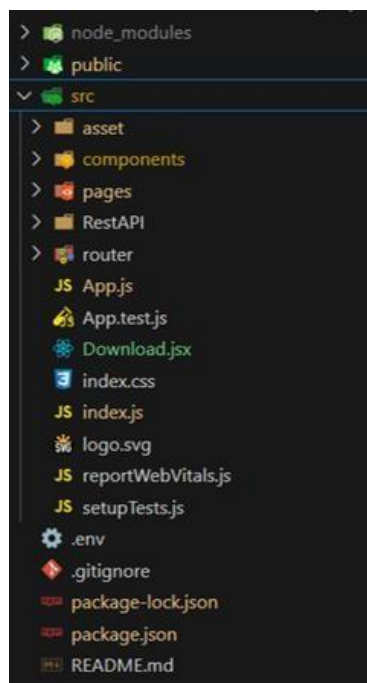 node_modules
public
src
asset
components
pages
RestAPI
router
JS App.js
App.test.js
Download.jsx
index.css
JS index.js
logo.svg
JS reportWebVitals.js
JS setupTests.js
.env
.gitignore
package-lock.json
package.json
README.md